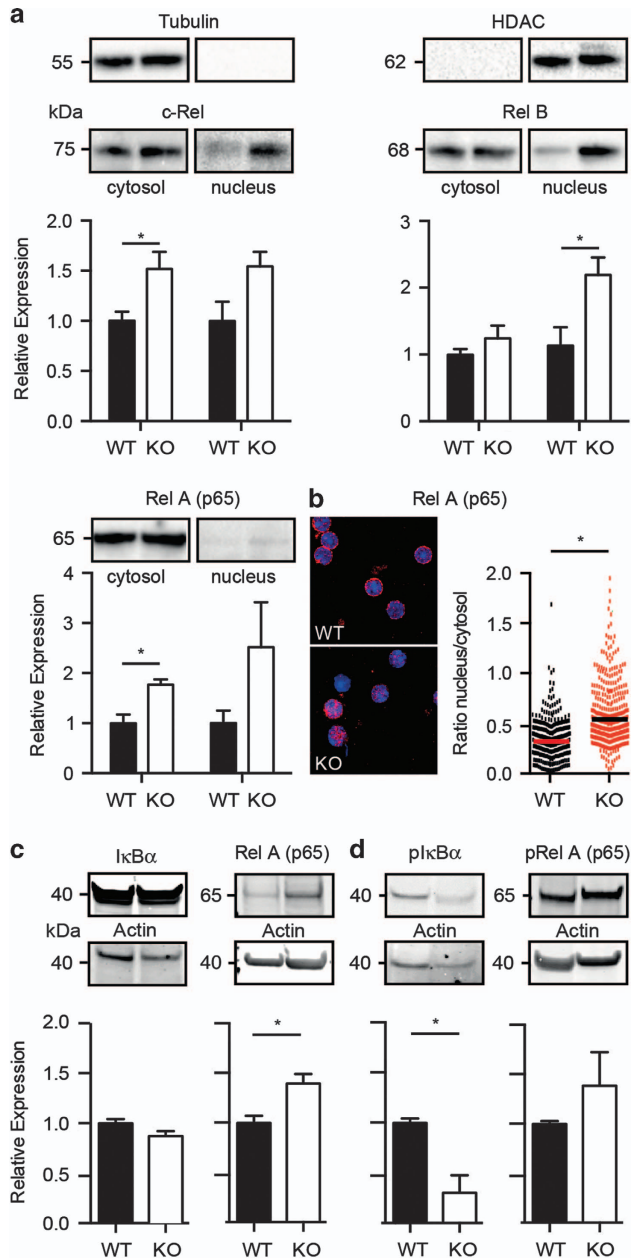 a
Tubulin
HDAC
55
62
kDa
c-Rel
Rel B
75
68
cytosol nucleus
cytosol nucleus
Relative Expression
2.0
1.5
1.0
0.5
0.0
*
WT KO WT KO
3
2
1
0
*
WT KO WT KO
Rel A (p65)
65
cytosol nucleus
Relative Expression
4
3
2
1
0
*
WT KO WT KO
b
Rel A (p65)
WT
KO
Ratio nucleus/cytosol
2.0
1.5
1.0
0.5
0.0
*
WT KO
c
IκBα
Rel A (p65)
40
65
kDa
Actin
Actin
40
40
d
pIκBα
pRel A (p65)
40
65
Actin
Actin
40
40
Relative Expression
2.0
1.5
1.0
0.5
0.0
WT KO
*
WT KO
*
WT KO
WT KO